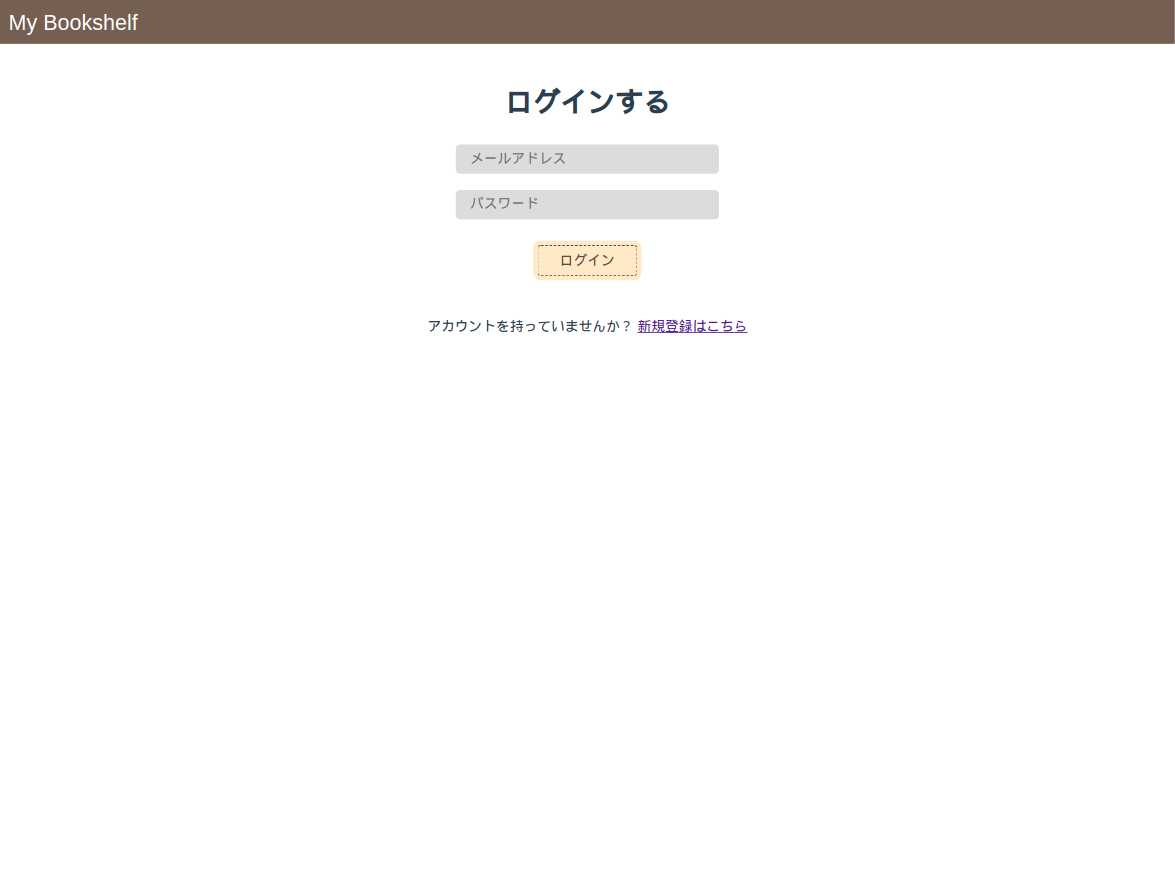 My Bookshelf
ログインする
メールアドレス
パスワード
ログイン
アカウントを持っていませんか？ 新規登録はこちら